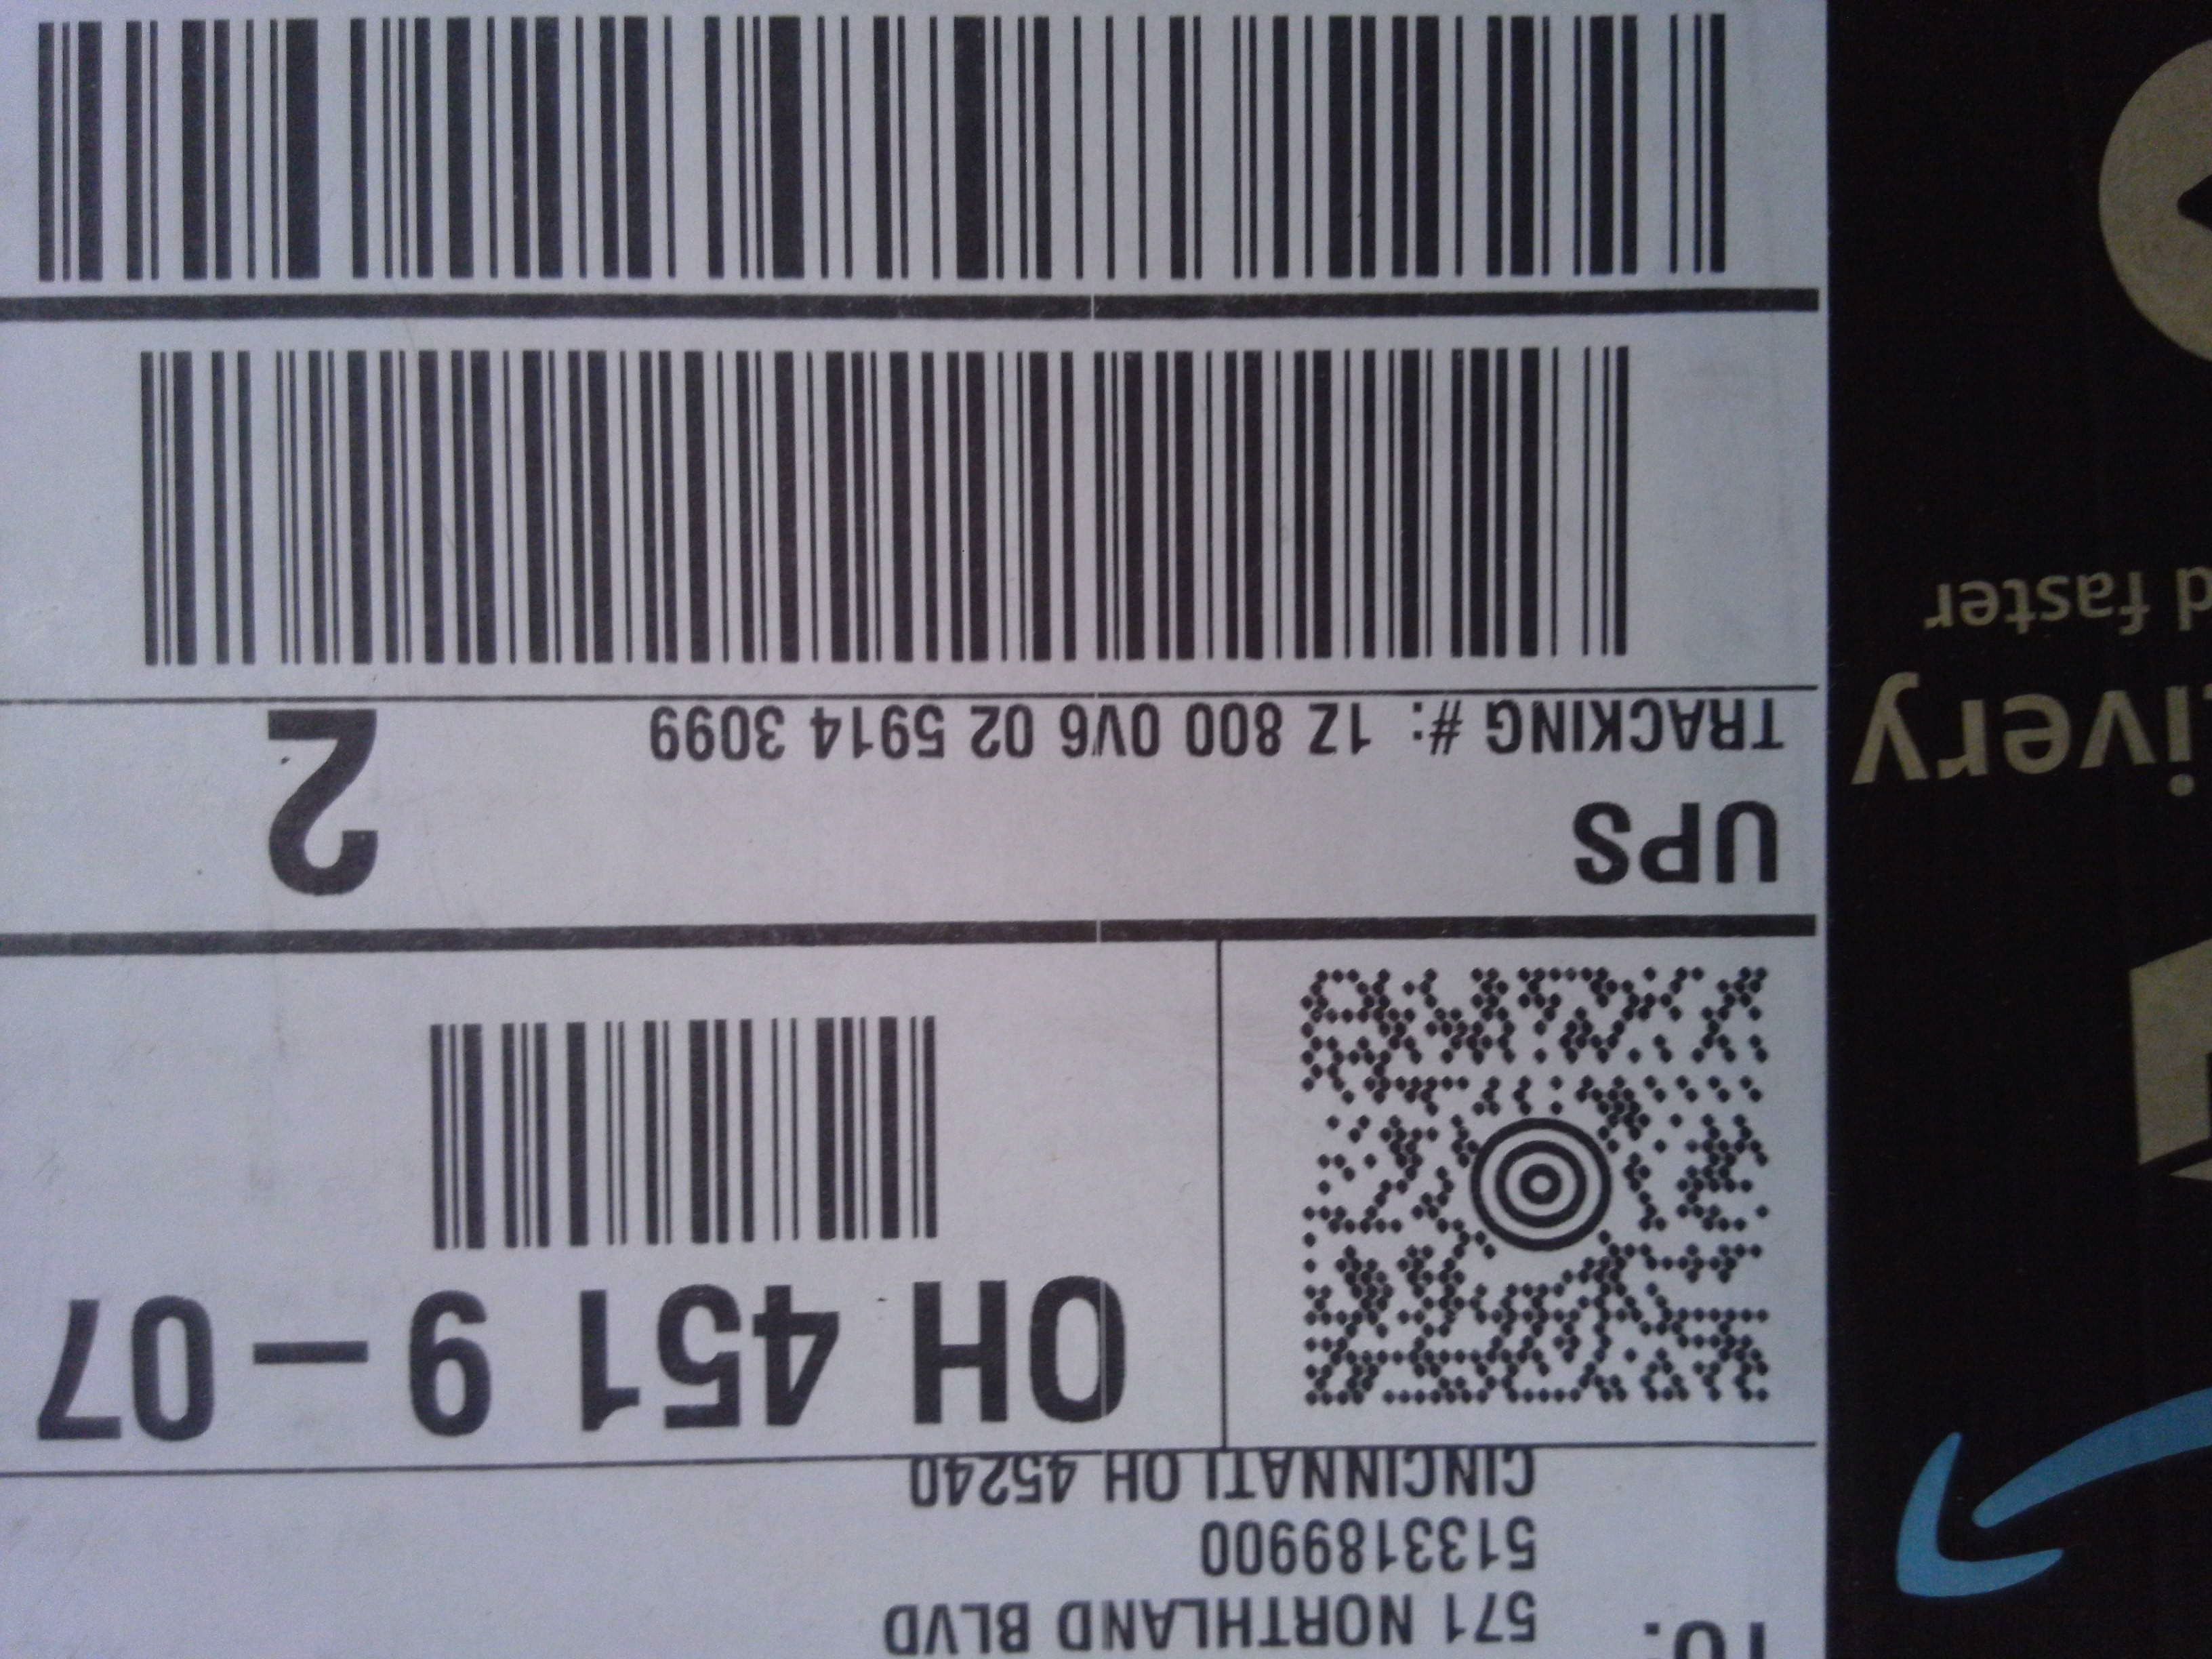 TO:
571 NORTHLAND BLVD
5133189900
CINCINNATI OH 45240
OH 451 9 – 07
UPS
2
TRACKING #: 1Z 800 0V6 02 5914 3099
ivery
d faster